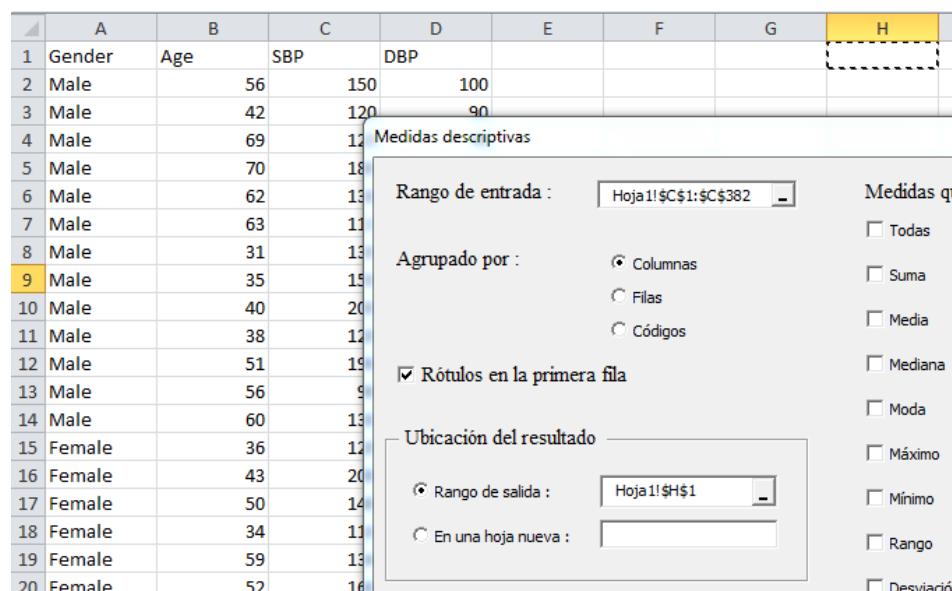 A B C D E F G H
1 Gender Age SBP DBP
2 Male 56 150 100
3 Male 42 120 90
4 Male 69
5 Male 70
6 Male 62
7 Male 63
8 Male 31
9 Male 35
10 Male 40
11 Male 38
12 Male 51
13 Male 56
14 Male 60
15 Female 36
16 Female 43
17 Female 50
18 Female 34
19 Female 59
20 Female 52
Medidas descriptivas
Rango de entrada : Hoja1!$C$1:$C$382
Agrupado por : Columnas
Filas
Códigos
Rótulos en la primera fila
Ubicación del resultado
Rango de salida : Hoja1!$H$1
En una hoja nueva :
Medidas
Todas
Suma
Media
Mediana
Moda
Máximo
Mínimo
Rango